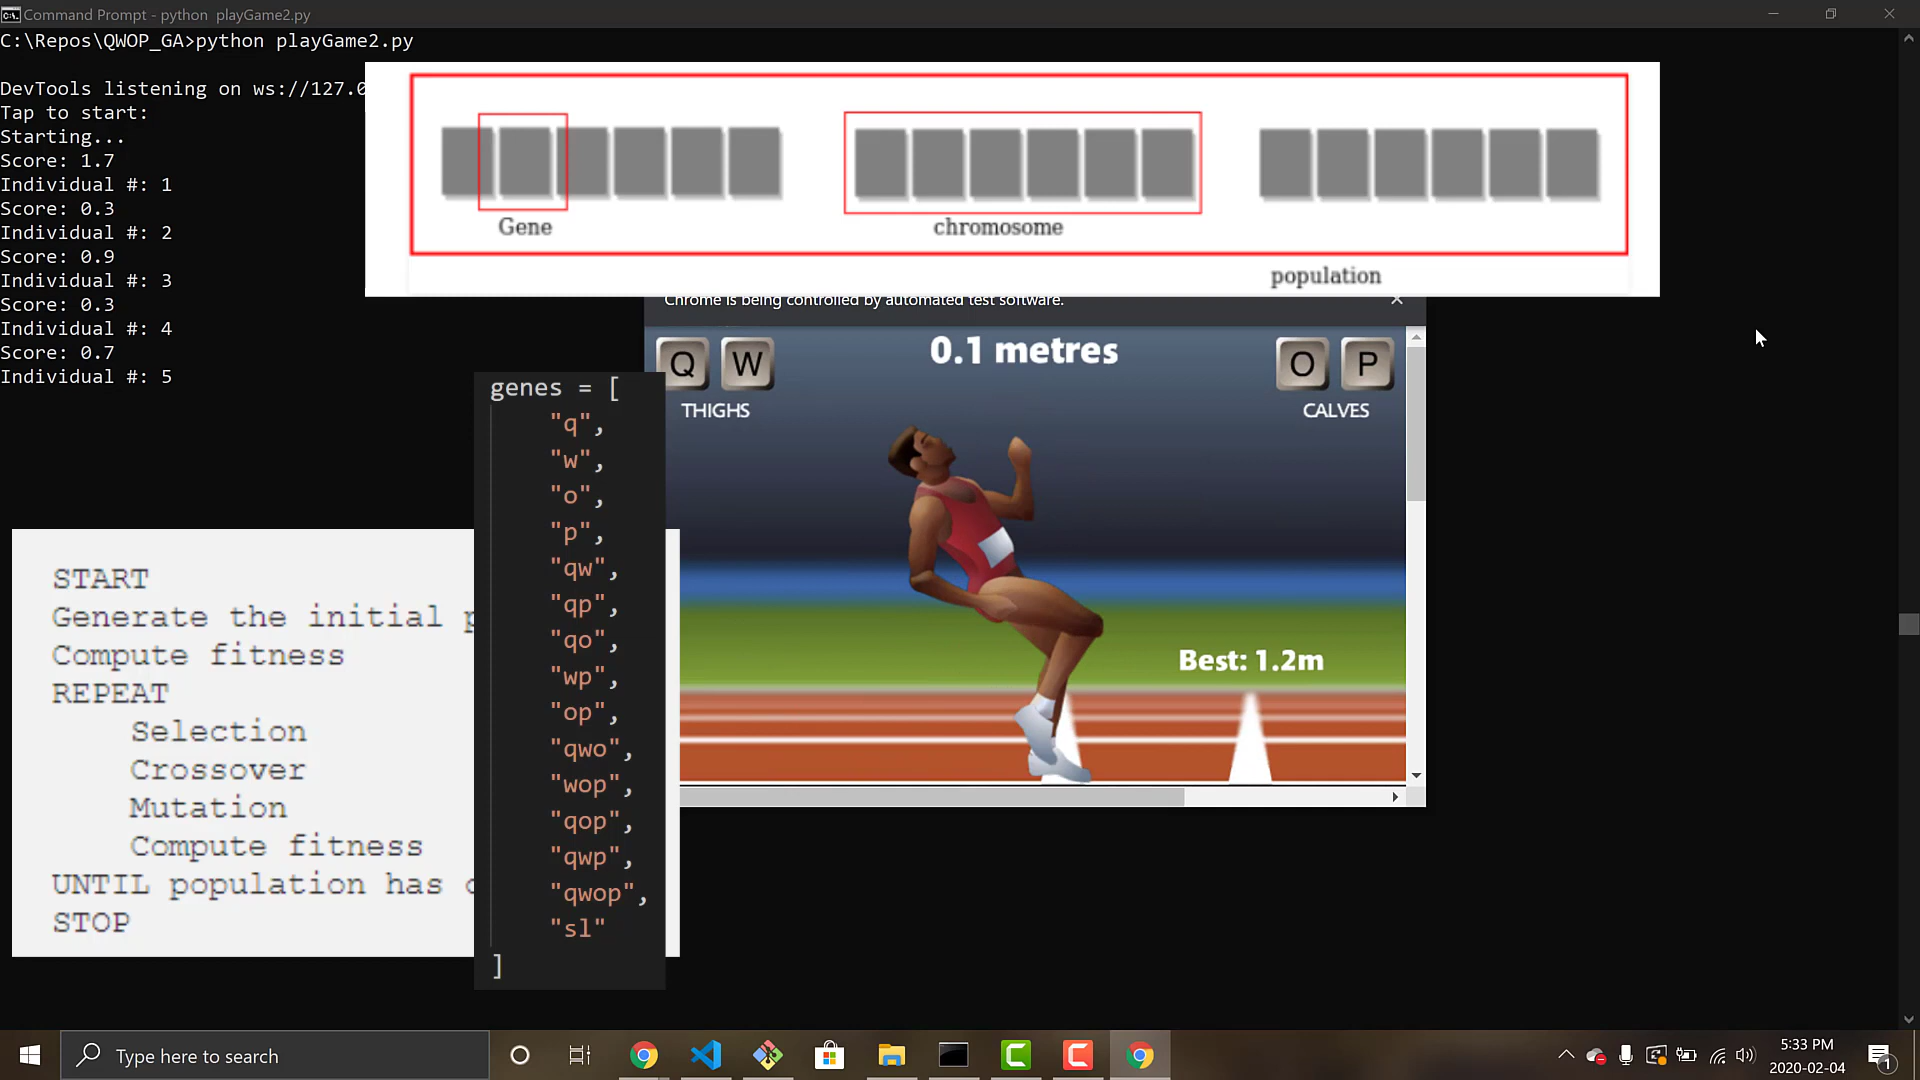 Command Prompt - python  playGame2.py
C:\Repos\QWOP_GA>python playGame2.py
DevTools listening on ws://127.0
Tap to start:
Starting...
Score: 1.7
Individual #: 1
Score: 0.3
Individual #: 2
Score: 0.9
Individual #: 3
Score: 0.3
Individual #: 4
Score: 0.7
Individual #: 5
Gene
chromosome
population
Chrome is being controlled by automated test software.
Q W
0.1 metres
O P
THIGHS
CALVES
Best: 1.2m
genes = [
"q",
"w",
"o",
"p",
"qw",
"qp",
"qo",
"wp",
"op",
"qwo",
"wop",
"qop",
"qwp",
"qwop",
"sl"
]
START
Generate the initial
Compute fitness
REPEAT
Selection
Crossover
Mutation
Compute fitness
UNTIL population has
STOP
Type here to search
5:33 PM
2020-02-04
1